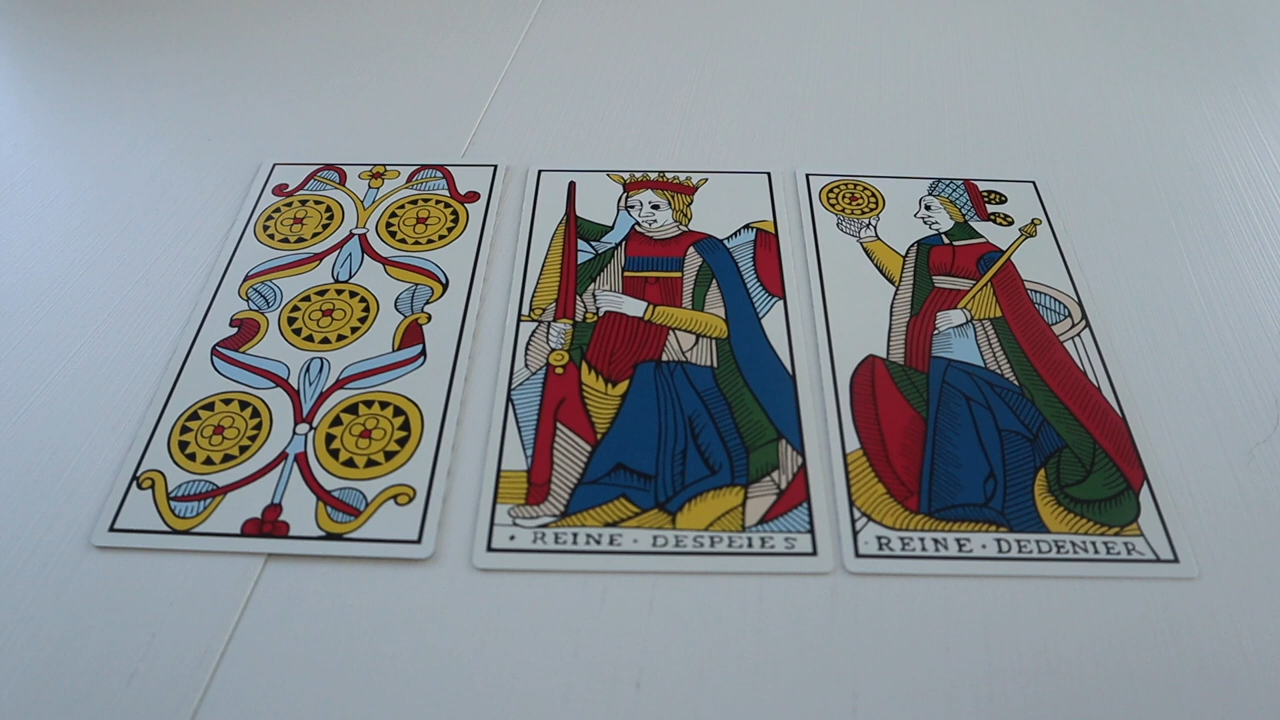 · REINE · DESPEIES
· REINE · DEDENIER